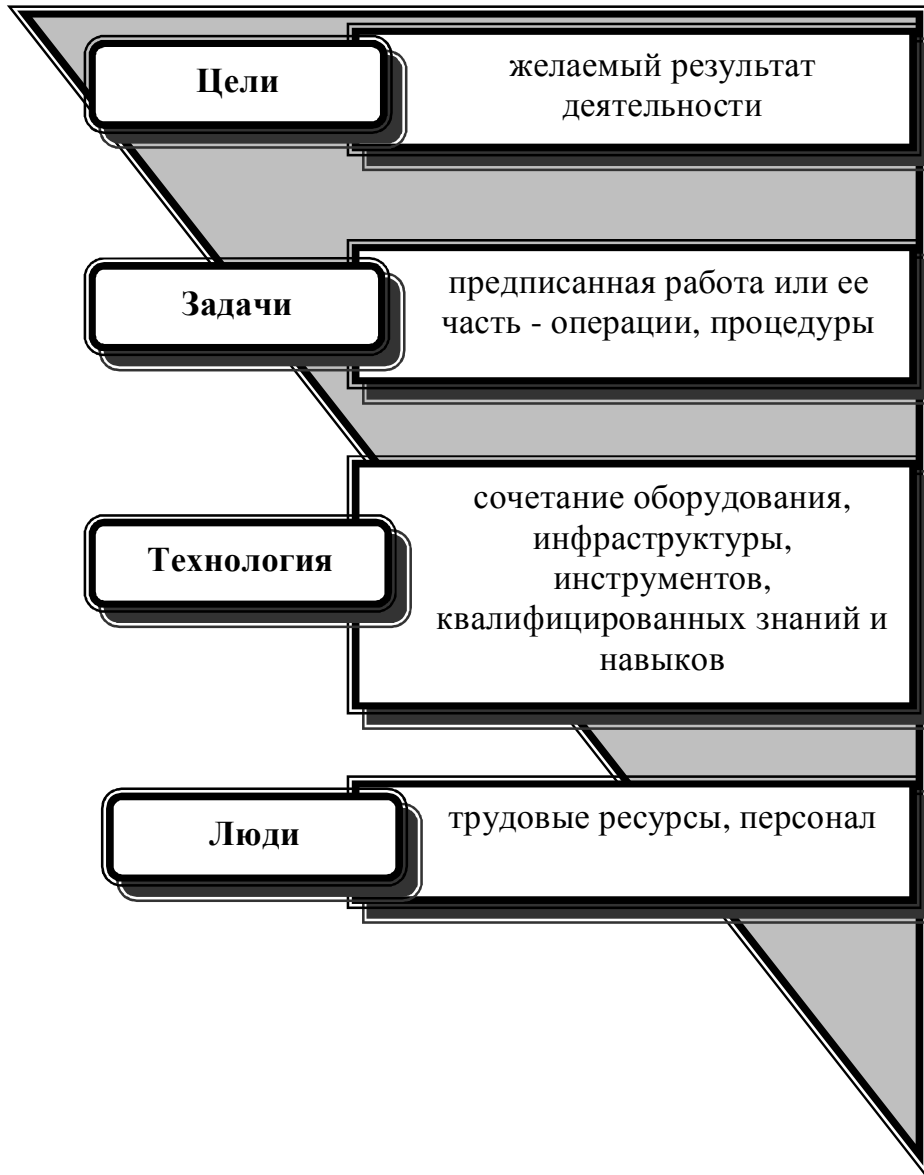 Цели
желаемый результат
деятельности
Задачи
предписанная работа или ее
часть - операции, процедуры
Технология
сочетание оборудования,
инфраструктуры,
инструментов,
квалифицированных знаний и
навыков
Люди
трудовые ресурсы, персонал